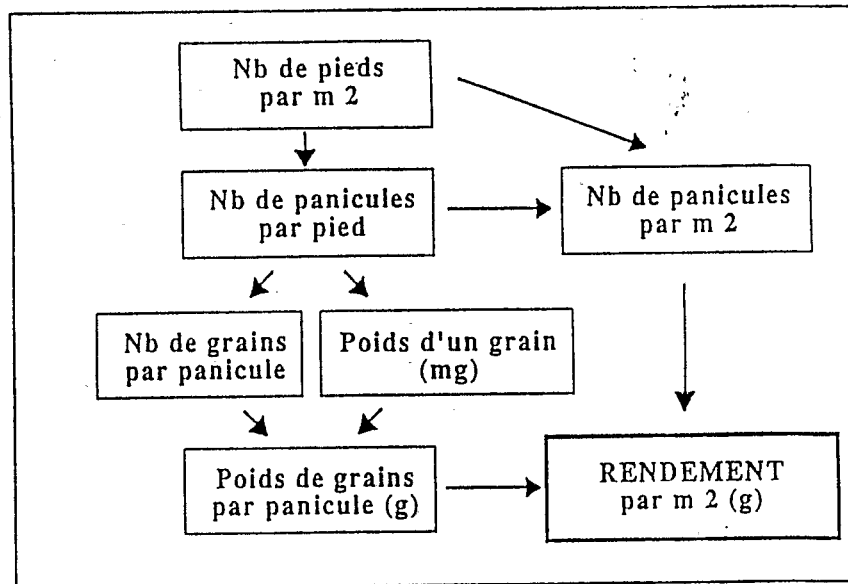 Nb de pieds
par m 2
Nb de panicules
par pied
Nb de panicules
par m 2
Nb de grains
par panicule
Poids d'un grain
(mg)
Poids de grains
par panicule (g)
RENDEMENT
par m 2 (g)